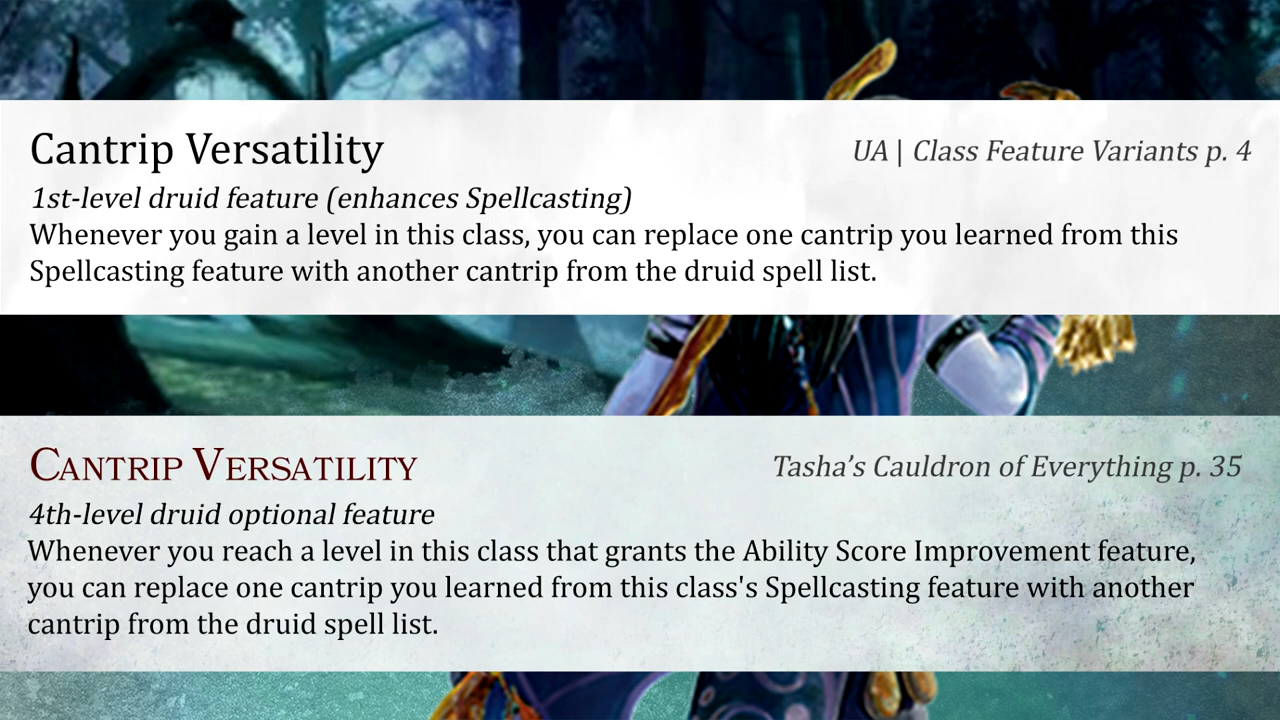 Cantrip Versatility
UA | Class Feature Variants p. 4
1st-level druid feature (enhances Spellcasting)
Whenever you gain a level in this class, you can replace one cantrip you learned from this
Spellcasting feature with another cantrip from the druid spell list.
Cantrip Versatility
Tasha’s Cauldron of Everything p. 35
4th-level druid optional feature
Whenever you reach a level in this class that grants the Ability Score Improvement feature,
you can replace one cantrip you learned from this class's Spellcasting feature with another
cantrip from the druid spell list.